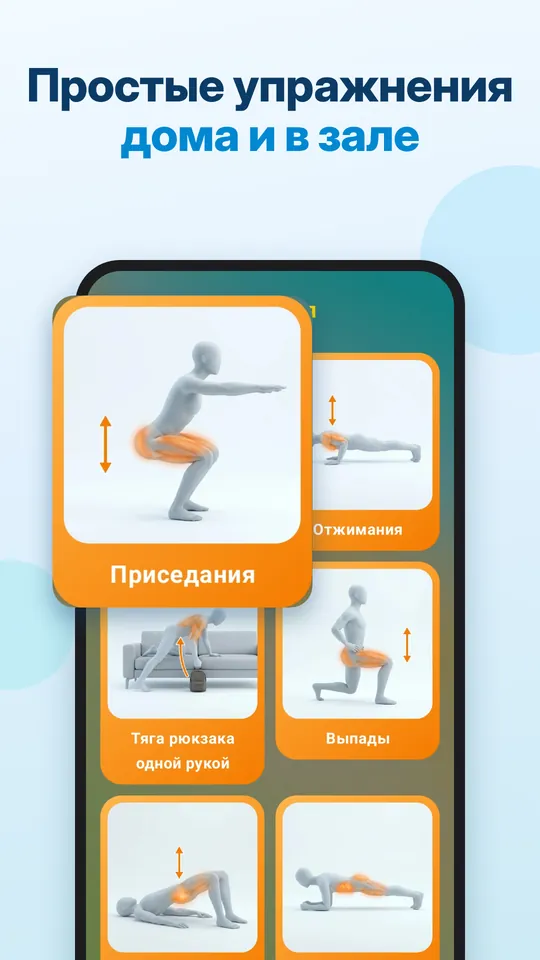 Простые упражнения
дома и в зале
Отжимания
Приседания
Тяга рюкзака
одной рукой
Выпады